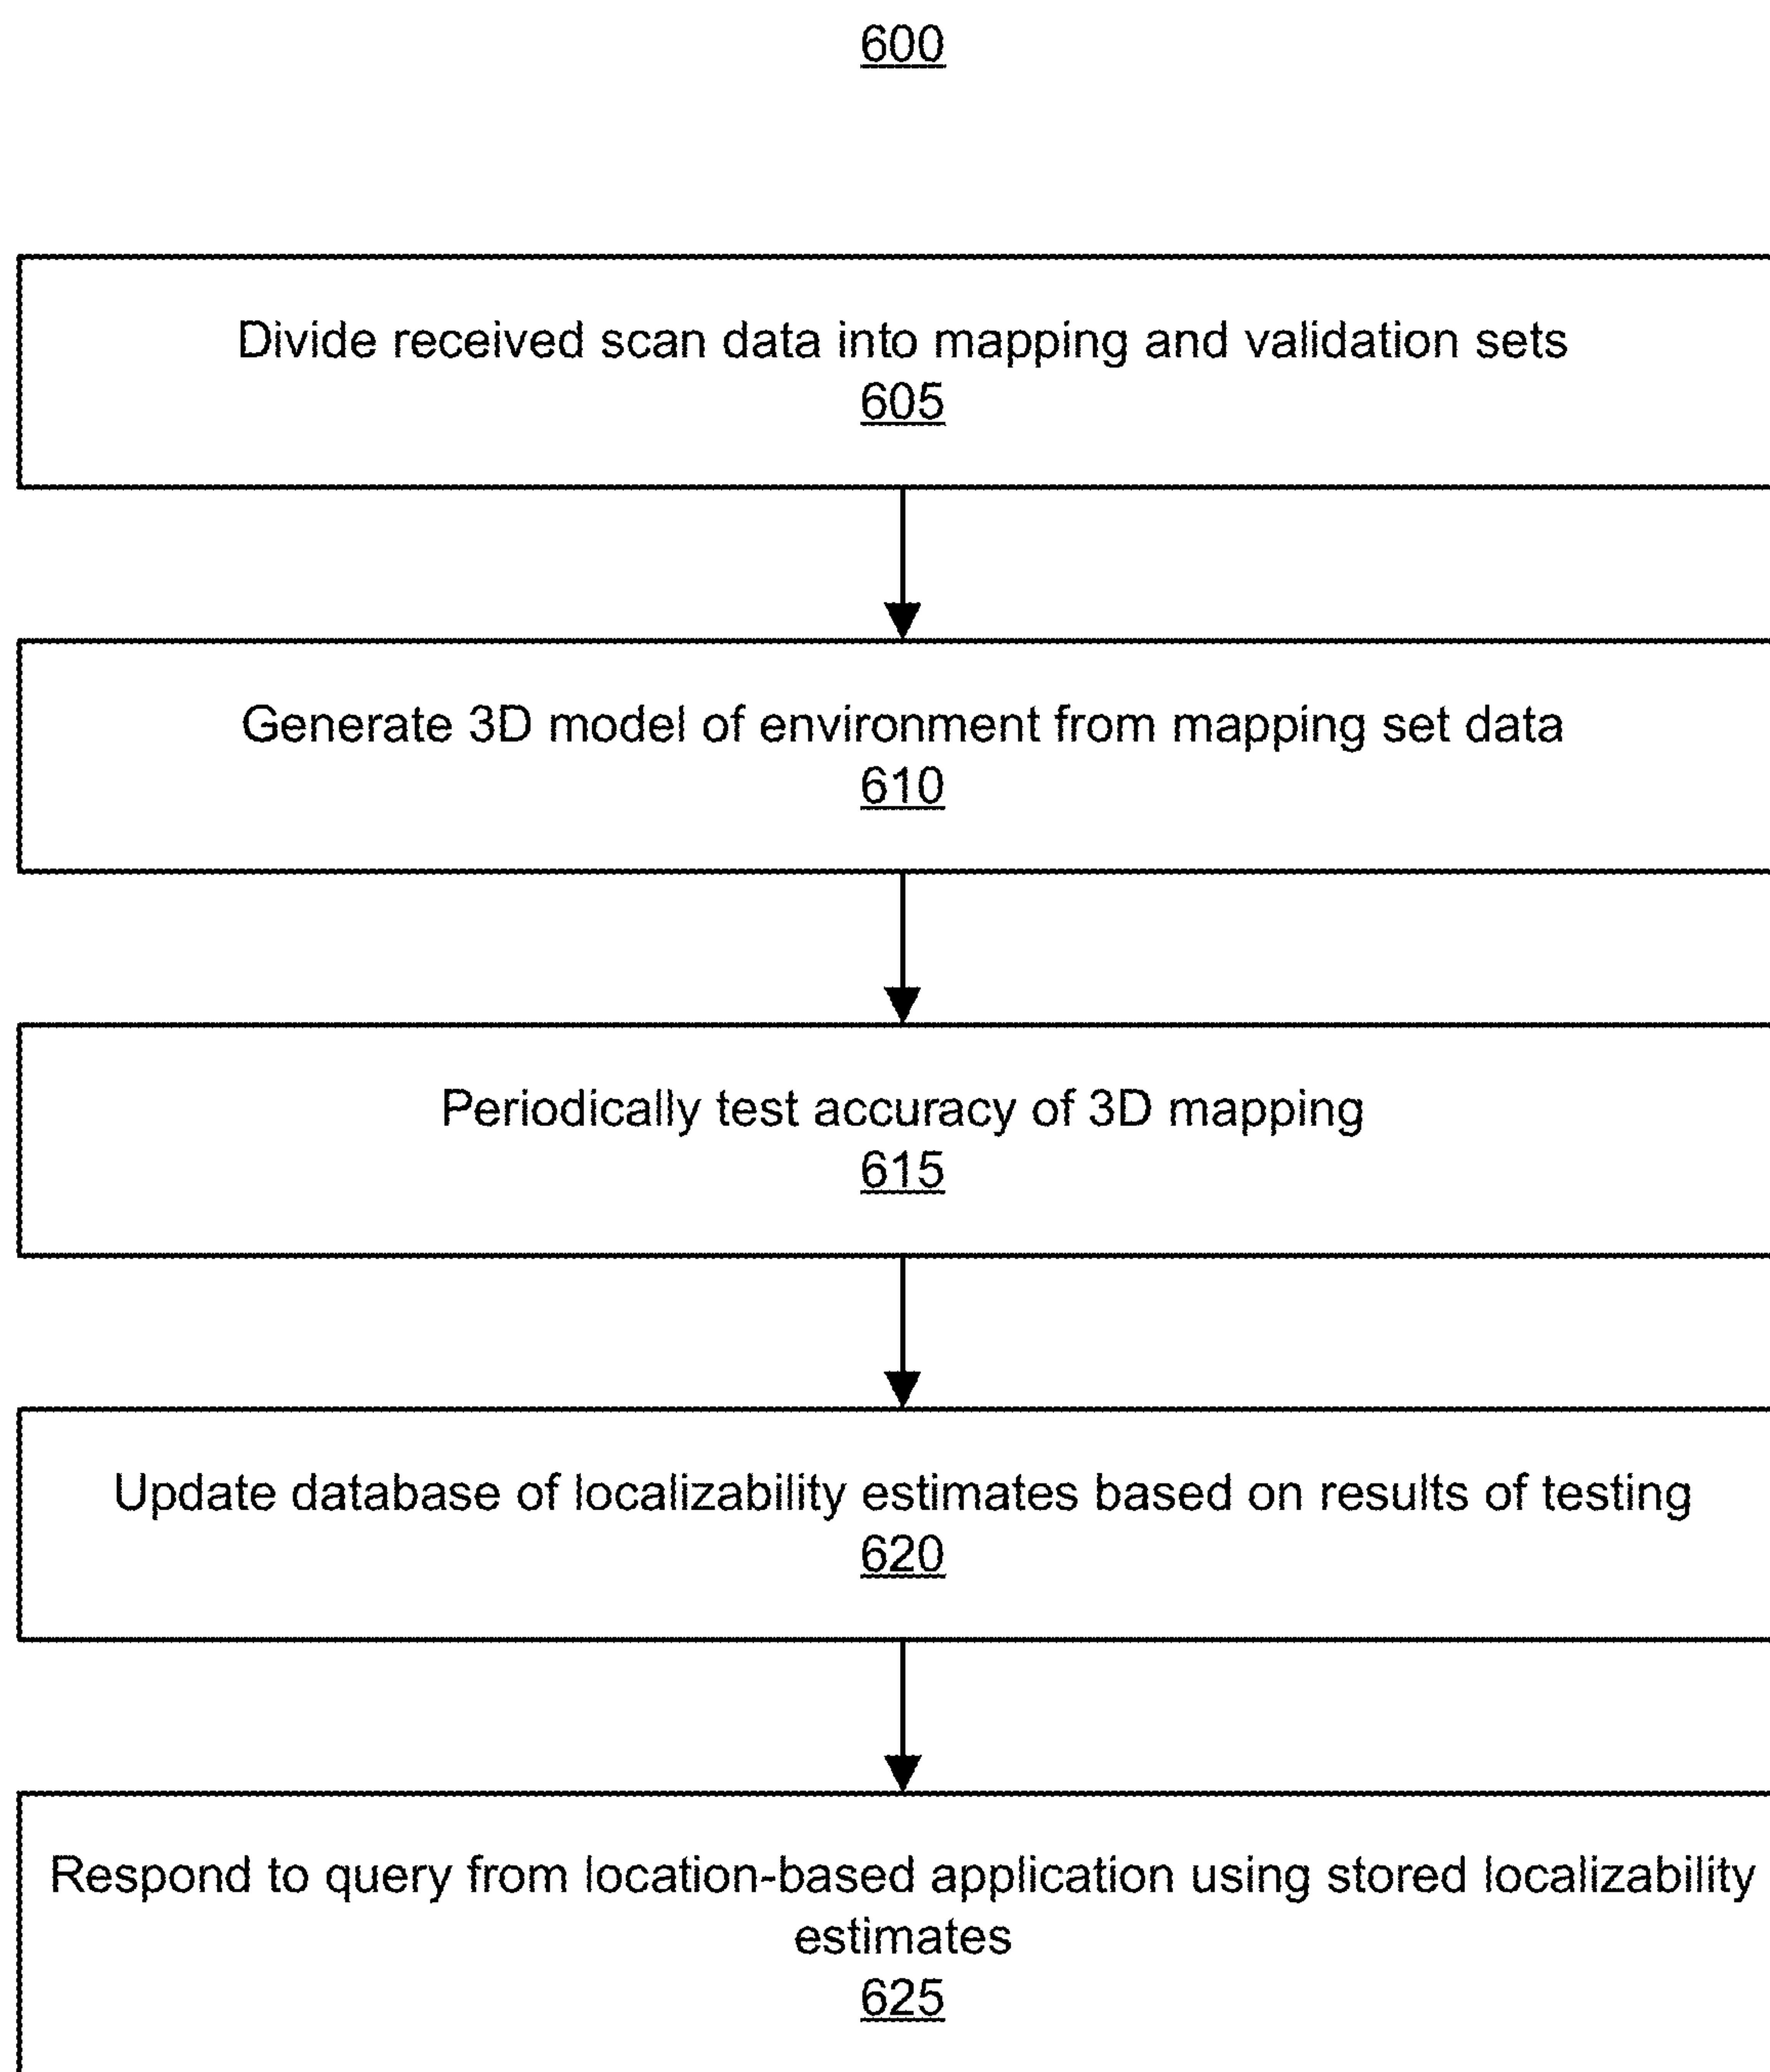 600
Divide received scan data into mapping and validation sets
605
Generate 3D model of environment from mapping set data
610
Periodically test accuracy of 3D mapping
615
Update database of localizability estimates based on results of testing
620
Respond to query from location-based application using stored localizability
estimates
625